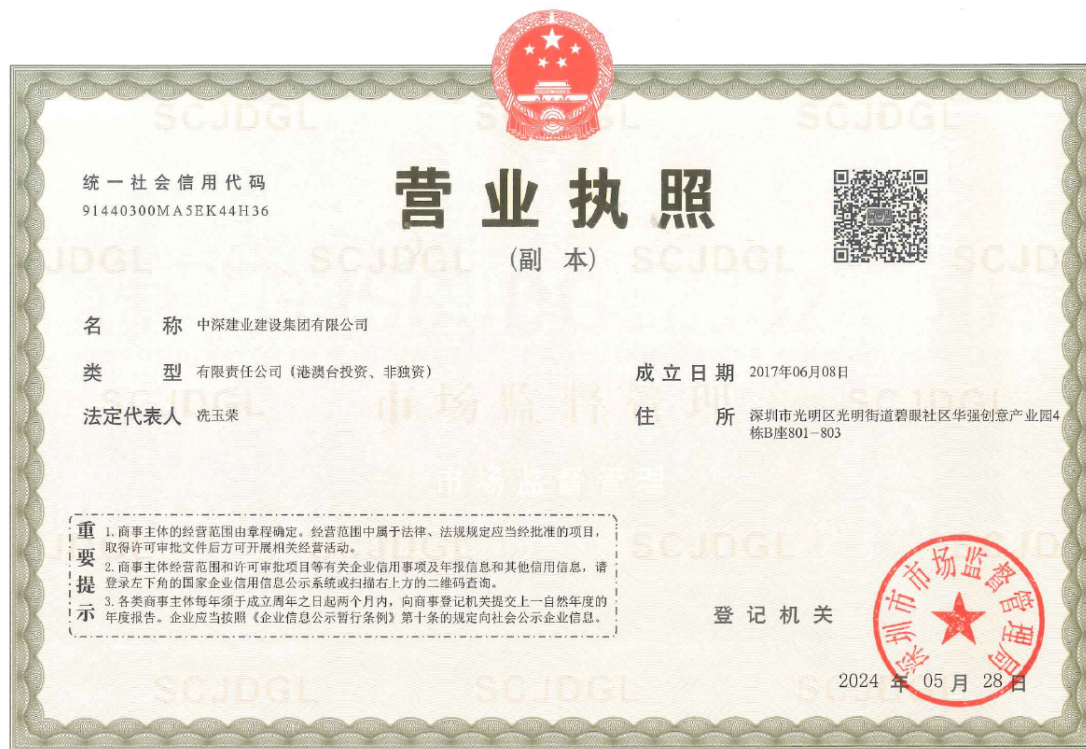 统一社会信用代码
91440300MA5EK44H36
营业执照
(副 本)
名 称 中深建业建设集团有限公司
类 型 有限责任公司（港澳台投资、非独资）
法定代表人 冼玉荣
成立日期 2017年06月08日
住 所 深圳市光明区光明街道碧眼社区华强创意产业园4
栋B座801-803
重要提示
1.商事主体的经营范围由章程确定。经营范围中属于法律、法规规定应当经批准的项目，
取得许可审批文件后方可开展相关经营活动。
2.商事主体经营范围和许可审批项目等有关企业信用事项及年报信息和其他信用信息，请
登录左下角的国家企业信用信息公示系统或扫描右上方的二维码查询。
3.各类商事主体每年须于成立周年之日起两个月内，向商事登记机关提交上一自然年度的
年度报告。企业应当按照《企业信息公示暂行条例》第十条的规定向社会公示企业信息。
登记机关
深圳市市场监督管理局
2024 年 05 月 28 日
SCJDGL
市场监督管理